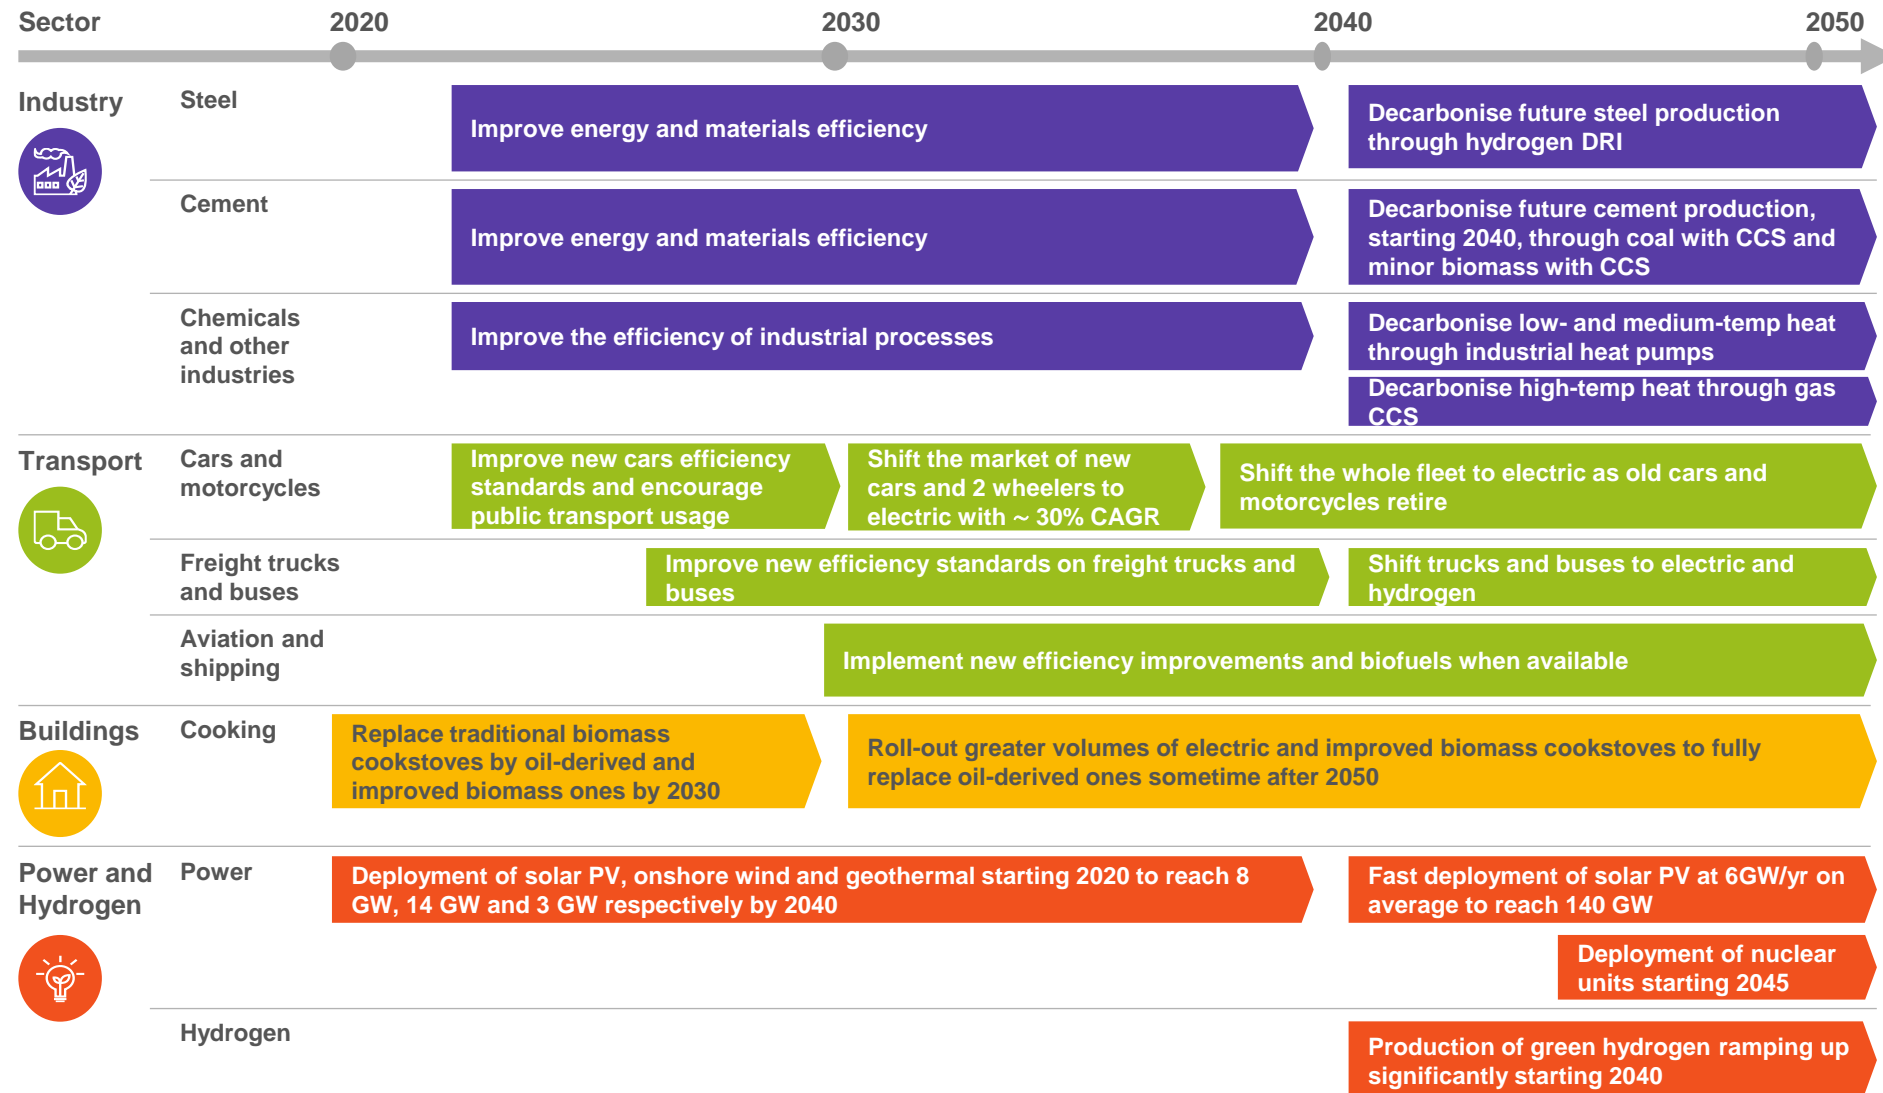 Sector 2020 2030 2040 2050
Industry
Steel
Improve energy and materials efficiency
Decarbonise future steel production
through hydrogen DRI
Cement
Improve energy and materials efficiency
Decarbonise future cement production,
starting 2040, through coal with CCS and
minor biomass with CCS
Chemicals
and other
industries
Improve the efficiency of industrial processes
Decarbonise low- and medium-temp heat
through industrial heat pumps
Decarbonise high-temp heat through gas
CCS
Transport
Cars and
motorcycles
Improve new cars efficiency
standards and encourage
public transport usage
Shift the market of new
cars and 2 wheelers to
electric with ~ 30% CAGR
Shift the whole fleet to electric as old cars and
motorcycles retire
Freight trucks
and buses
Improve new efficiency standards on freight trucks and
buses
Shift trucks and buses to electric and
hydrogen
Aviation and
shipping
Implement new efficiency improvements and biofuels when available
Buildings
Cooking
Replace traditional biomass
cookstoves by oil-derived and
improved biomass ones by 2030
Roll-out greater volumes of electric and improved biomass cookstoves to fully
replace oil-derived ones sometime after 2050
Power and
Hydrogen
Power
Deployment of solar PV, onshore wind and geothermal starting 2020 to reach 8
GW, 14 GW and 3 GW respectively by 2040
Fast deployment of solar PV at 6GW/yr on
average to reach 140 GW
Deployment of nuclear
units starting 2045
Hydrogen
Production of green hydrogen ramping up
significantly starting 2040